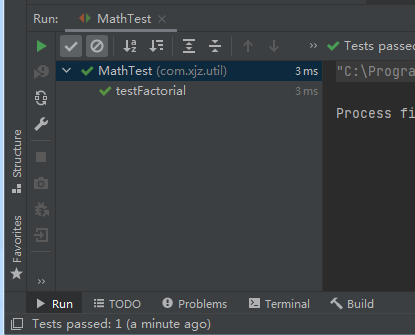 Run: MathTest
Tests passed
MathTest (com.xjz.util) 3 ms
testFactorial 3 ms
"C:\Progra
Process fi
Structure
Favorites
Run TODO Problems Terminal Build
Tests passed: 1 (a minute ago)